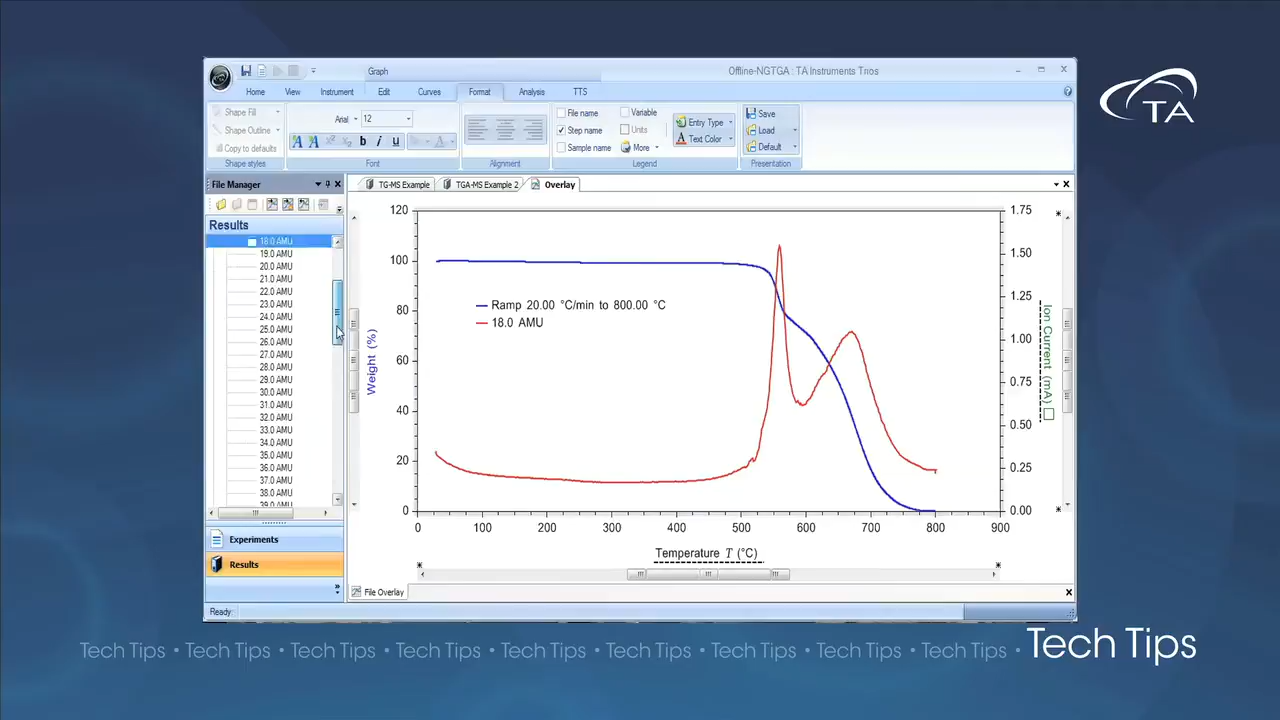 Graph
Offline-NGTGA : TA Instruments Trios
TA
Home View Instrument Edit Curves Format Analysis TTS
Shape Fill
Shape Outline
Copy to defaults
Shape styles
Arial 12
A A b i u
Font
Alignment
File name
Step name
Sample name
Variable
Units
More
Legend
Entry Type
Text Color
Save
Load
Default
Presentation
File Manager
TG-MS Example TGA-MS Example 2 Overlay
Results
18.0 AMU
19.0 AMU
20.0 AMU
21.0 AMU
22.0 AMU
23.0 AMU
24.0 AMU
25.0 AMU
26.0 AMU
27.0 AMU
28.0 AMU
29.0 AMU
30.0 AMU
31.0 AMU
32.0 AMU
33.0 AMU
34.0 AMU
35.0 AMU
36.0 AMU
37.0 AMU
38.0 AMU
39.0 AMU
Experiments
Results
Ready:
120
100
80
60
40
20
0
Weight (%)
Ramp 20.00 °C/min to 800.00 °C
18.0 AMU
1.75
1.50
1.25
1.00
0.75
0.50
0.25
0.00
Ion Current (mA)
0 100 200 300 400 500 600 700 800 900
Temperature T (°C)
File Overlay
Tech Tips • Tech Tips • Tech Tips • Tech Tips • Tech Tips • Tech Tips • Tech Tips • Tech Tips • Tech Tips • Tech Tips